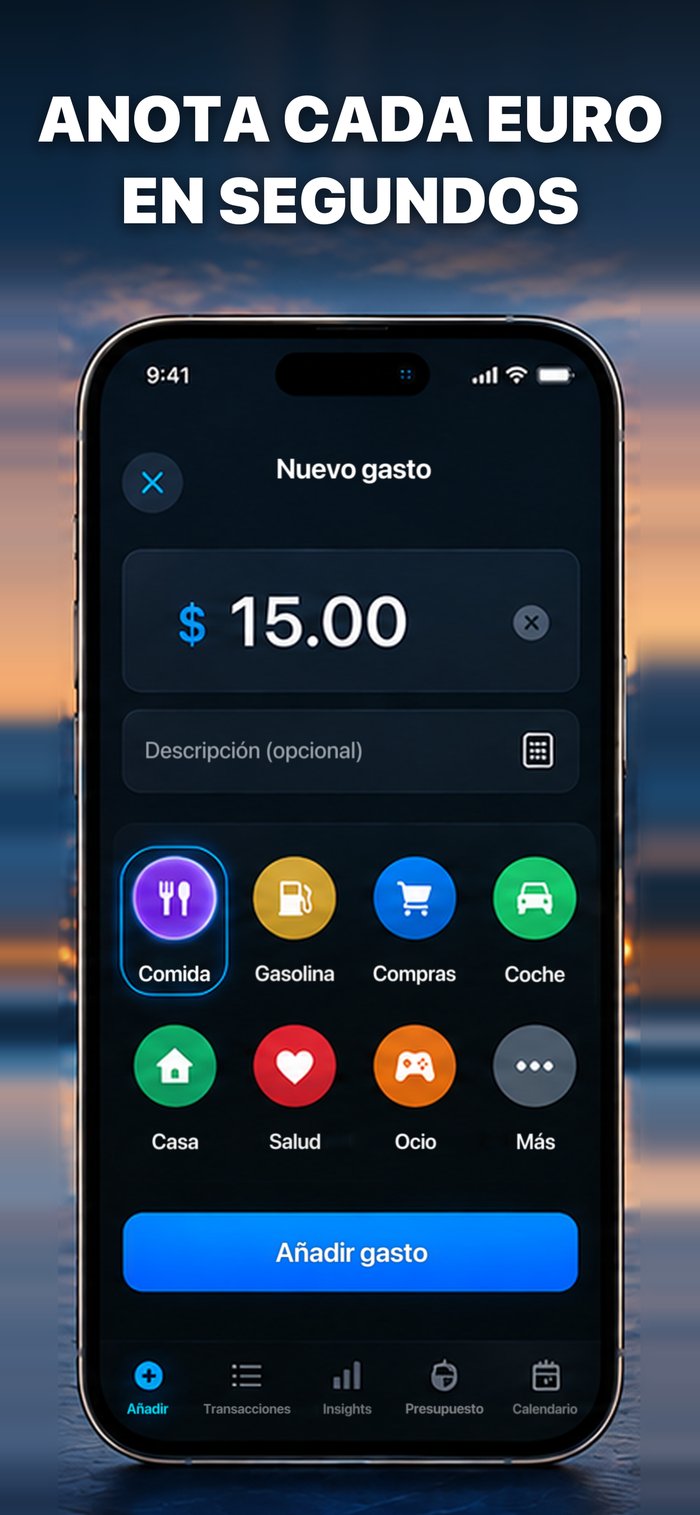 ANOTA CADA EURO
EN SEGUNDOS
9:41
Nuevo gasto
$ 15.00
Descripción (opcional)
Comida Gasolina Compras Coche
Casa Salud Ocio Más
Añadir gasto
Añadir Transacciones Insights Presupuesto Calendario